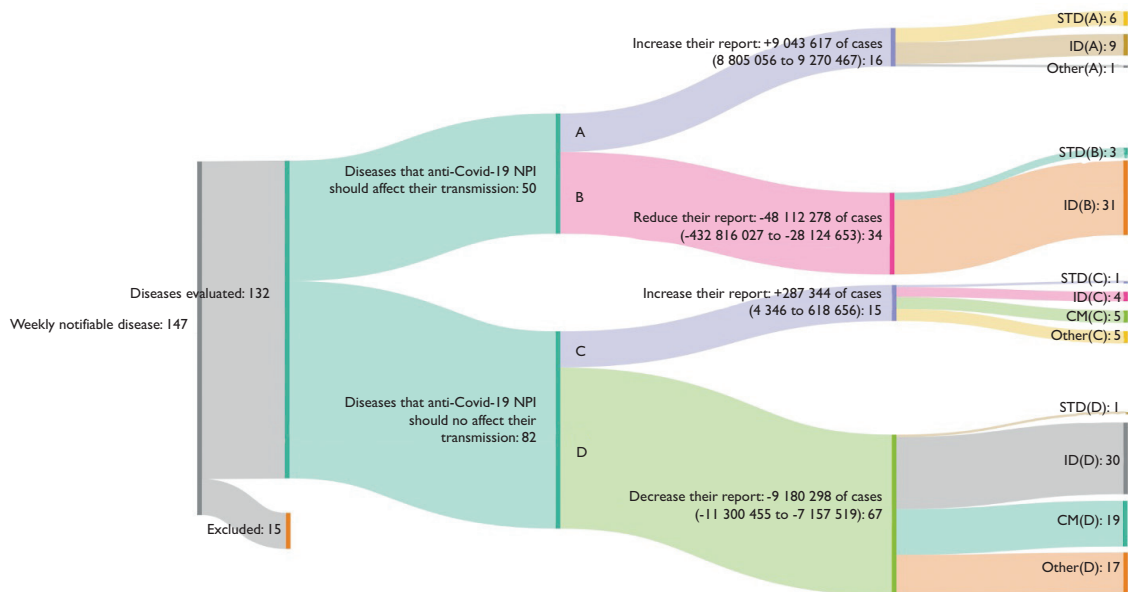 Weekly notifiable disease: 147
Diseases evaluated: 132
Excluded: 15
Diseases that anti-Covid-19 NPI
should affect their transmission: 50
Diseases that anti-Covid-19 NPI
should no affect their
transmission: 82
A
B
C
D
Increase their report: +9 043 617 of cases
(8 805 056 to 9 270 467): 16
Reduce their report: -48 112 278 of cases
(-432 816 027 to -28 124 653): 34
Increase their report: +287 344 of cases
(4 346 to 618 656): 15
Decrease their report: -9 180 298 of cases
(-11 300 455 to -7 157 519): 67
STD(A): 6
ID(A): 9
Other(A): 1
STD(B): 3
ID(B): 31
STD(C): 1
ID(C): 4
CM(C): 5
Other(C): 5
STD(D): 1
ID(D): 30
CM(D): 19
Other(D): 17